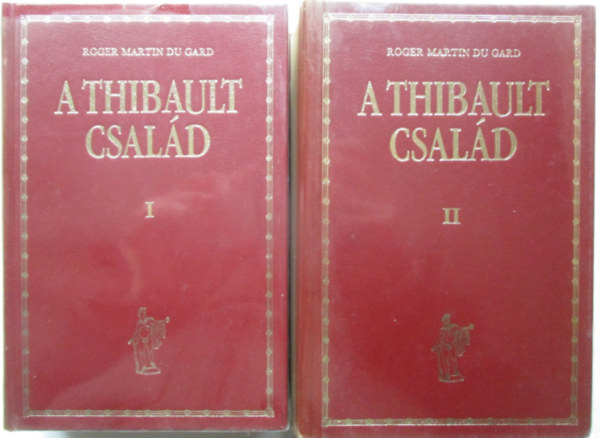 ROGER MARTIN DU GARD
A THIBAULT
CSALÁD
I
ROGER MARTIN DU GARD
A THIBAULT
CSALÁD
II